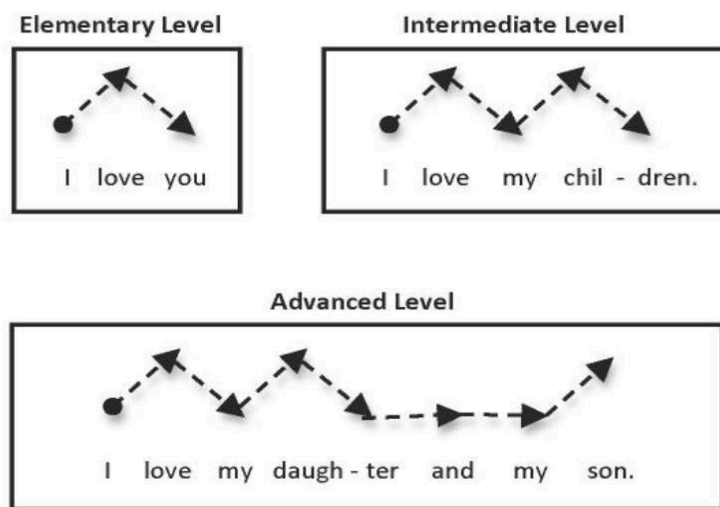 Elementary Level
I love you
Intermediate Level
I love my chil - dren.
Advanced Level
I love my daugh - ter and my son.